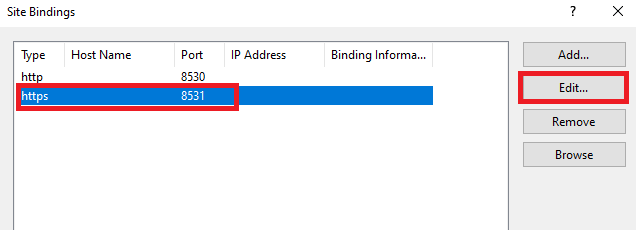 Site Bindings
? ×
Type Host Name Port IP Address Binding Informa...
http 8530
https 8531
Add...
Edit...
Remove
Browse